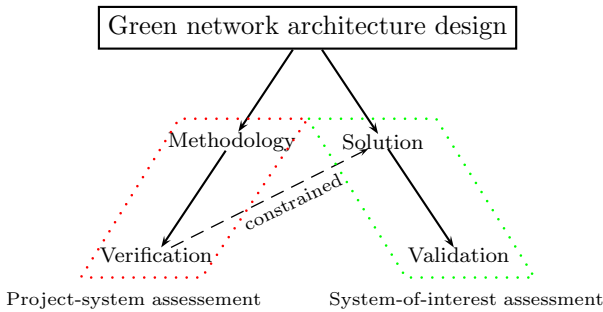 Green network architecture design
Methodology
Solution
constrained
Verification
Validation
Project-system assessement
System-of-interest assessment